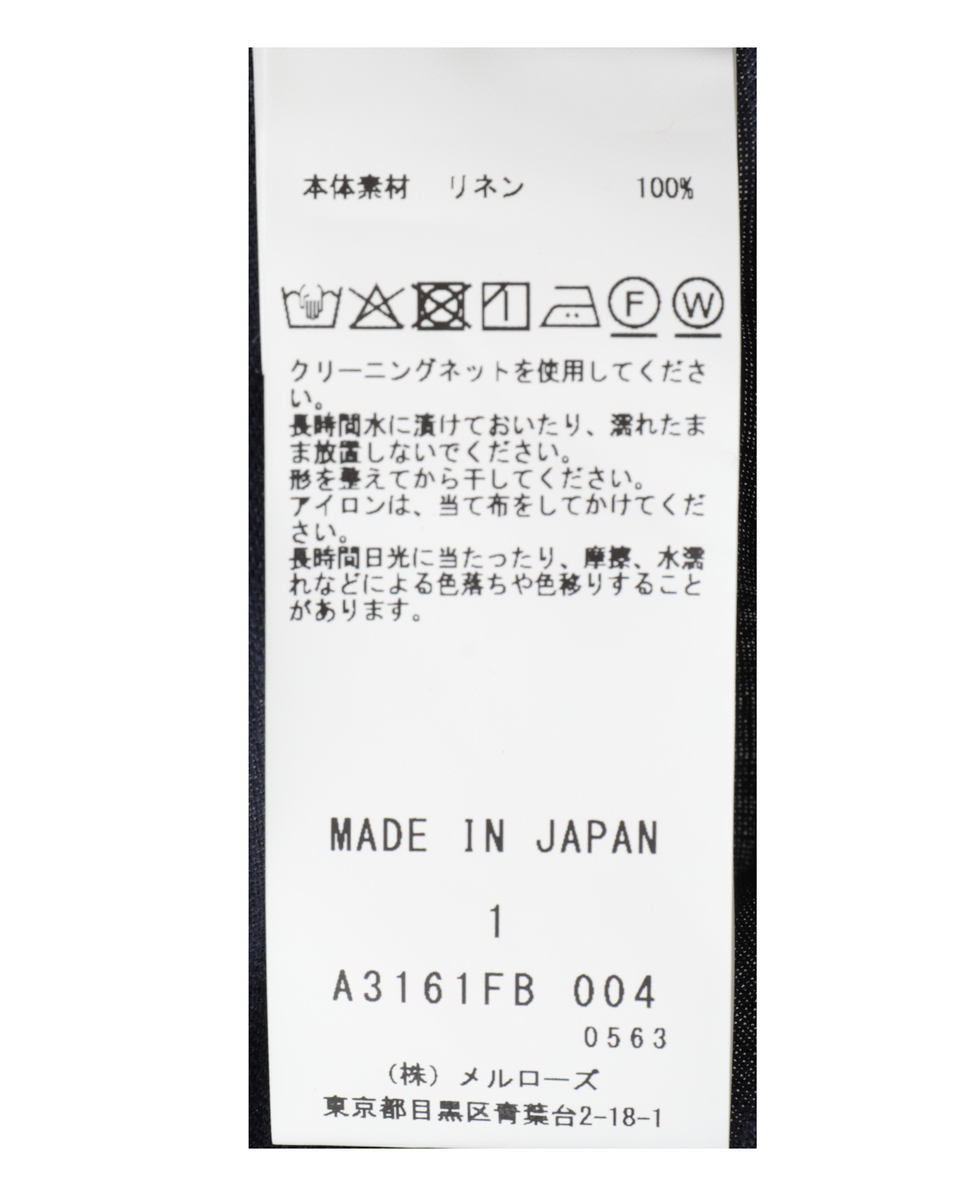 本体素材　リネン　100%
F W
クリーニングネットを使用してくださ
い。
長時間水に漬けておいたり、濡れたま
ま放置しないでください。
形を整えてから干してください。
アイロンは、当て布をしてかけてくだ
さい。
長時間日光に当たったり、摩擦、水濡
れなどによる色落ちや色移りすること
があります。
MADE IN JAPAN
1
A3161FB 004
0563
（株）メルローズ
東京都目黒区青葉台2-18-1